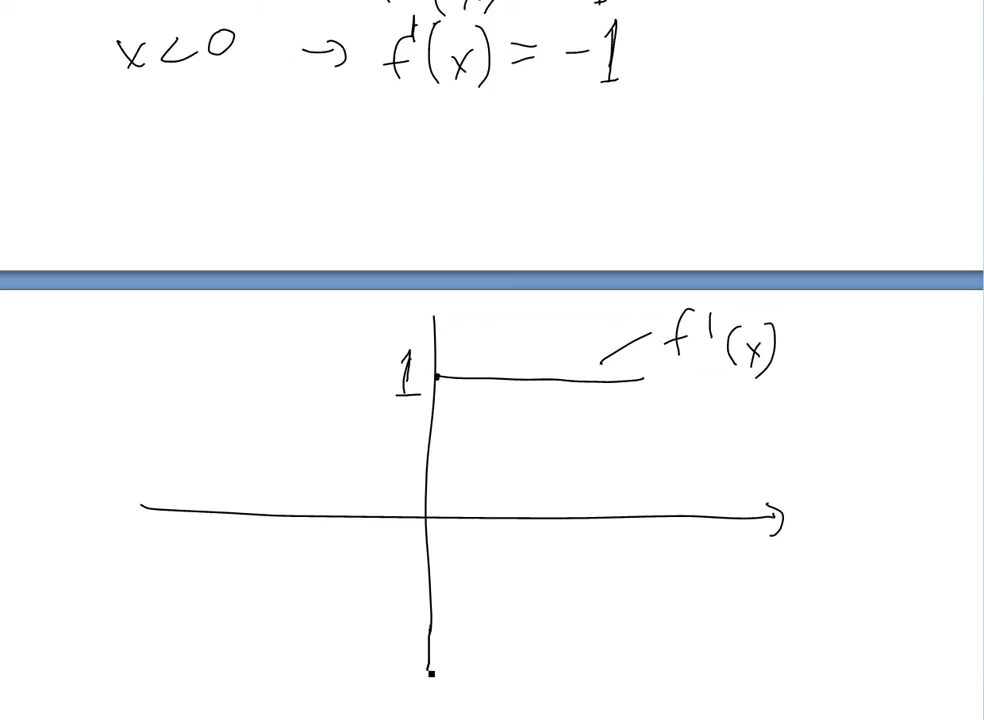 x<0 → f'(x) = -1
f'(x)
1